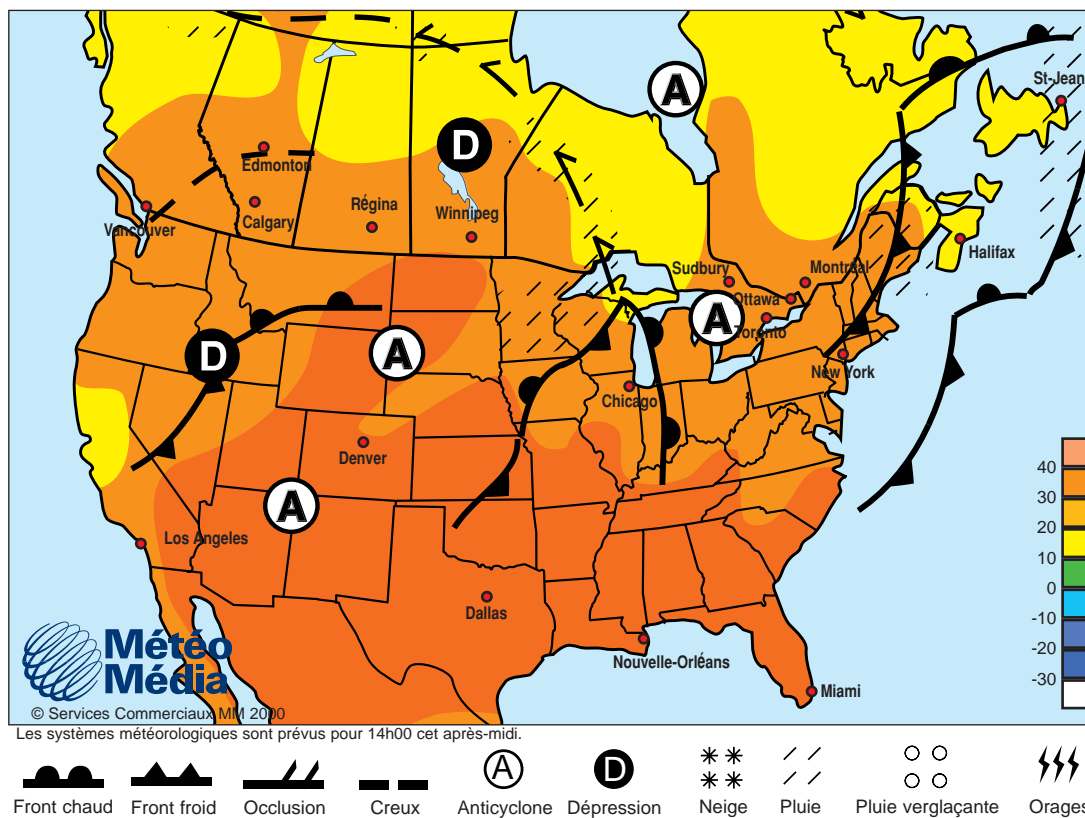 A
St-Jean
D
Edmonton
Calgary
Régina
Winnipeg
Vancouver
Halifax
Sudbury
Montréal
Ottawa
A
Toronto
D
A
New York
Chicago
Denver
A
Los Angeles
Dallas
Nouvelle-Orléans
Miami
40
30
20
10
0
-10
-20
-30
Météo
Média
© Services Commerciaux MM 2000
Les systèmes météorologiques sont prévus pour 14h00 cet après-midi.
A
D
Front chaud
Front froid
Occlusion
Creux
Anticyclone
Dépression
Neige
Pluie
Pluie verglaçante
Orages